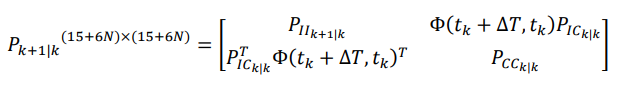 P_{k+1|k}^{(15+6N)×(15+6N)} = [ P_{II_{k+1|k}}   Φ(t_k + ΔT, t_k)P_{IC_{k|k}}
P_{IC_{k|k}}^T Φ(t_k + ΔT, t_k)^T   P_{CC_{k|k}} ]